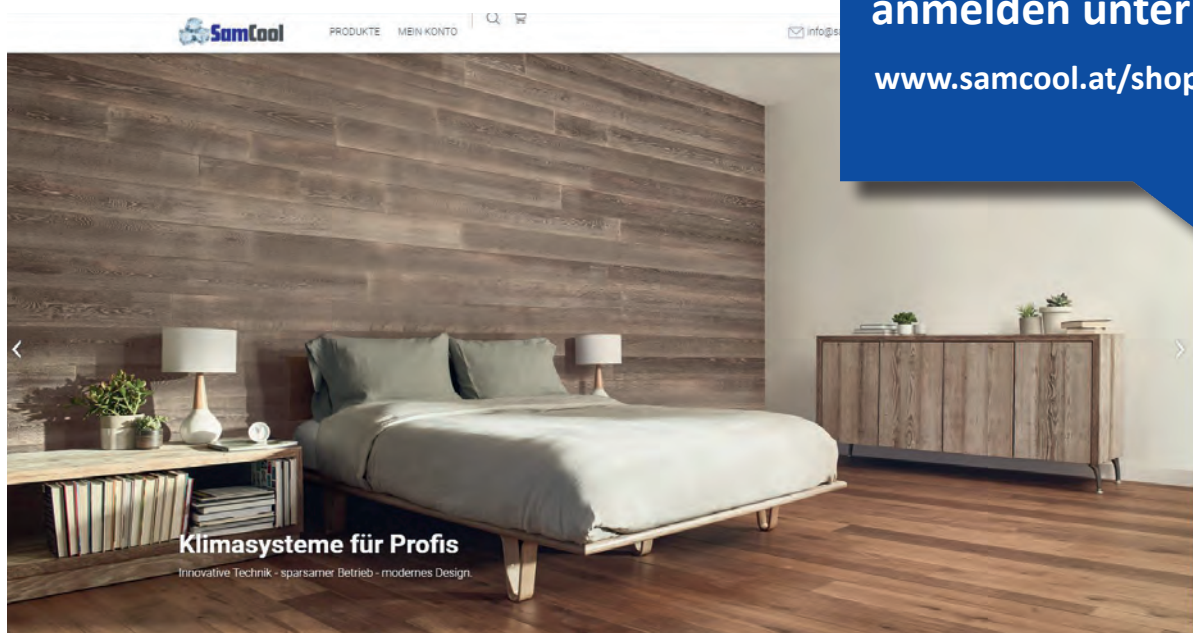 SamCool
PRODUKTE MEIN KONTO
anmelden unter
www.samcool.at/shop
Klimasysteme für Profis
Innovative Technik - sparsamer Betrieb - modernes Design.